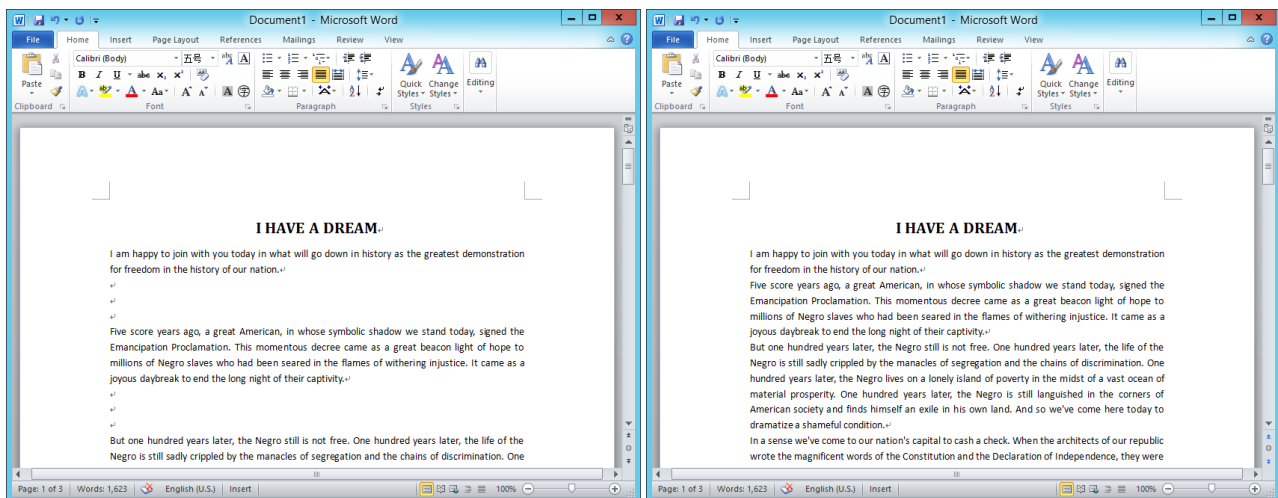 Document1 - Microsoft Word
File Home Insert Page Layout References Mailings Review View
Calibri (Body) 五号
Paste
Quick Styles
Change Styles
Editing
Clipboard Font Paragraph Styles
I HAVE A DREAM
I am happy to join with you today in what will go down in history as the greatest demonstration
for freedom in the history of our nation.
Five score years ago, a great American, in whose symbolic shadow we stand today, signed the
Emancipation Proclamation. This momentous decree came as a great beacon light of hope to
millions of Negro slaves who had been seared in the flames of withering injustice. It came as a
joyous daybreak to end the long night of their captivity.
But one hundred years later, the Negro still is not free. One hundred years later, the life of the
Negro is still sadly crippled by the manacles of segregation and the chains of discrimination. One
Page: 1 of 3 Words: 1,623 English (U.S.) Insert 100%
Document1 - Microsoft Word
File Home Insert Page Layout References Mailings Review View
Calibri (Body) 五号
Paste
Quick Styles
Change Styles
Editing
Clipboard Font Paragraph Styles
I HAVE A DREAM
I am happy to join with you today in what will go down in history as the greatest demonstration
for freedom in the history of our nation.
Five score years ago, a great American, in whose symbolic shadow we stand today, signed the
Emancipation Proclamation. This momentous decree came as a great beacon light of hope to
millions of Negro slaves who had been seared in the flames of withering injustice. It came as a
joyous daybreak to end the long night of their captivity.
But one hundred years later, the Negro still is not free. One hundred years later, the life of the
Negro is still sadly crippled by the manacles of segregation and the chains of discrimination. One
hundred years later, the Negro lives on a lonely island of poverty in the midst of a vast ocean of
material prosperity. One hundred years later, the Negro is still languished in the corners of
American society and finds himself an exile in his own land. And so we've come here today to
dramatize a shameful condition.
In a sense we've come to our nation's capital to cash a check. When the architects of our republic
wrote the magnificent words of the Constitution and the Declaration of Independence, they were
Page: 1 of 3 Words: 1,623 English (U.S.) Insert 100%